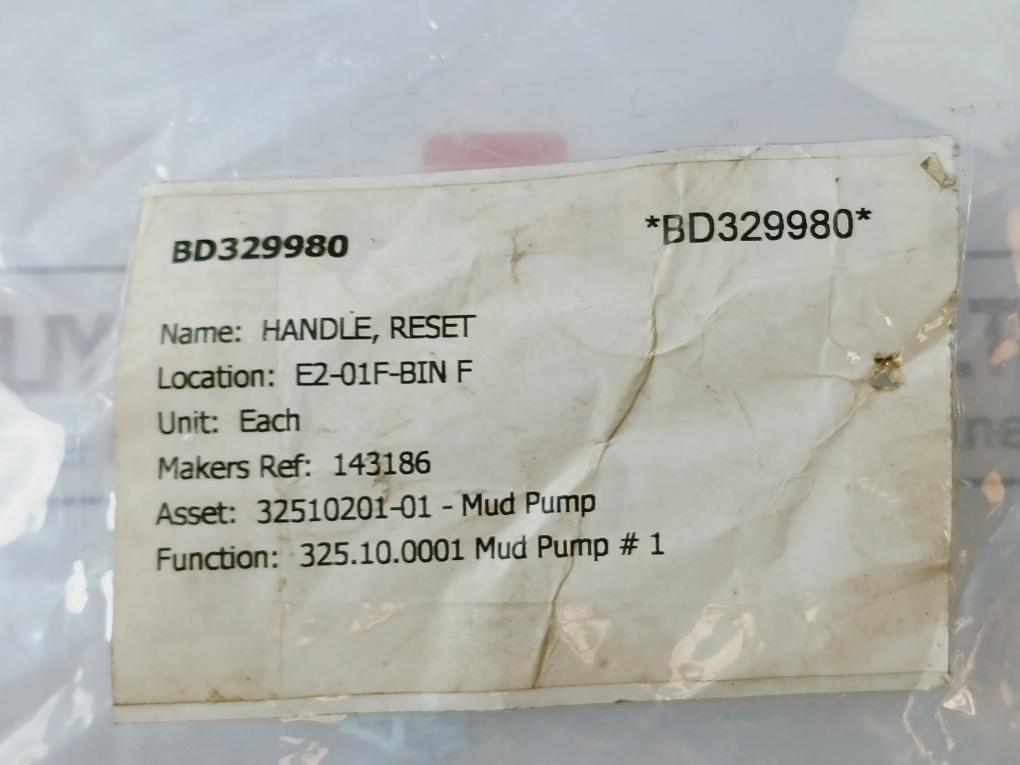 BD329980 *BD329980*
Name: HANDLE, RESET
Location: E2-01F-BIN F
Unit: Each
Makers Ref: 143186
Asset: 32510201-01 - Mud Pump
Function: 325.10.0001 Mud Pump # 1